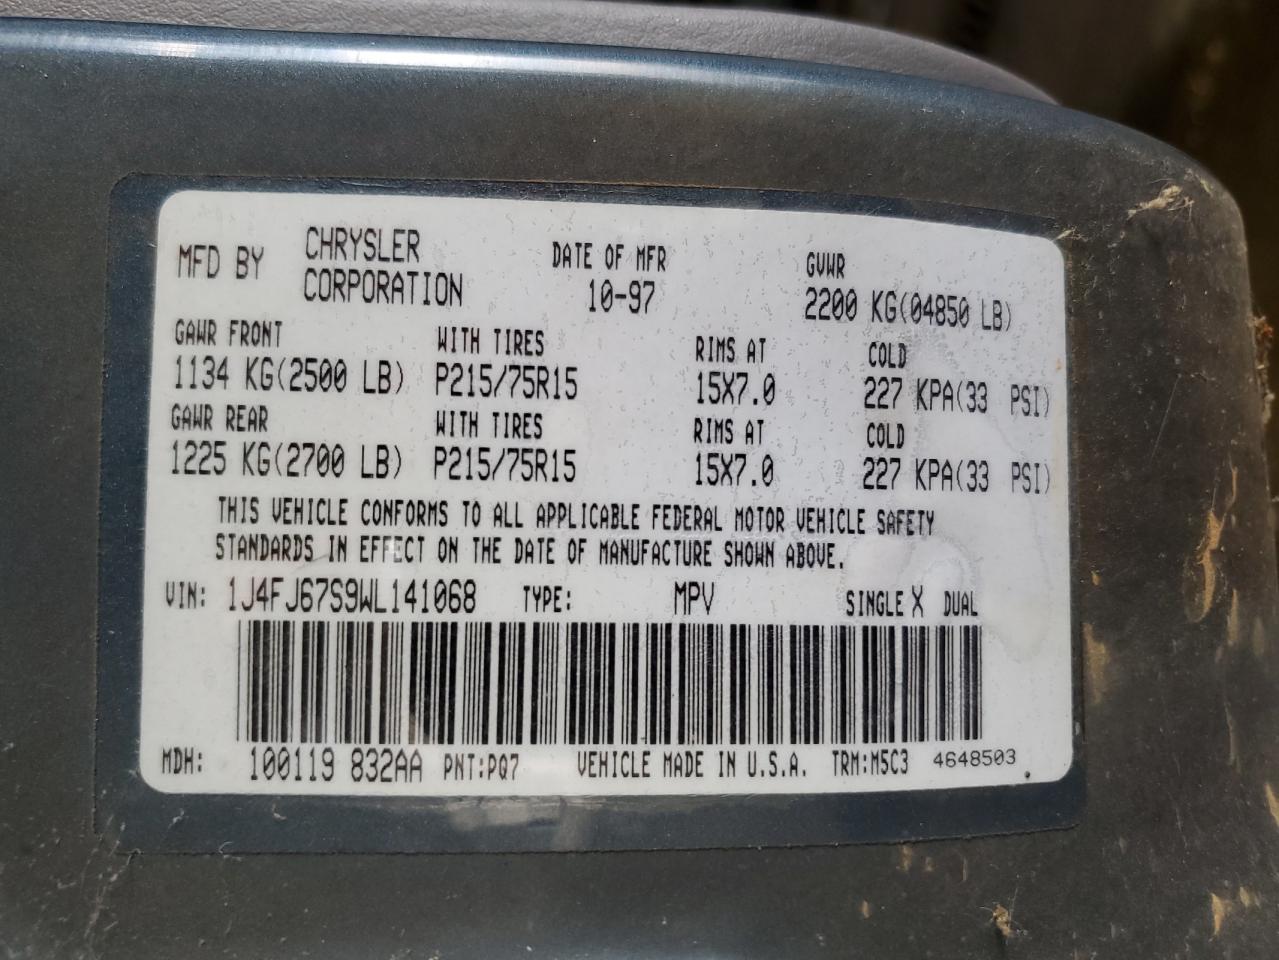 MFD BY CHRYSLER CORPORATION DATE OF MFR 10-97 GVWR 2200 KG(04850 LB)
GAWR FRONT WITH TIRES RIMS AT COLD
1134 KG(2500 LB) P215/75R15 15X7.0 227 KPA(33 PSI)
GAWR REAR WITH TIRES RIMS AT COLD
1225 KG(2700 LB) P215/75R15 15X7.0 227 KPA(33 PSI)
THIS VEHICLE CONFORMS TO ALL APPLICABLE FEDERAL MOTOR VEHICLE SAFETY
STANDARDS IN EFFECT ON THE DATE OF MANUFACTURE SHOWN ABOVE.
VIN: 1J4FJ67S9WL141068 TYPE: MPV SINGLE X DUAL
MDH: 100119 832AA PNT:PQ7 VEHICLE MADE IN U.S.A. TRM:M5C3 4648503